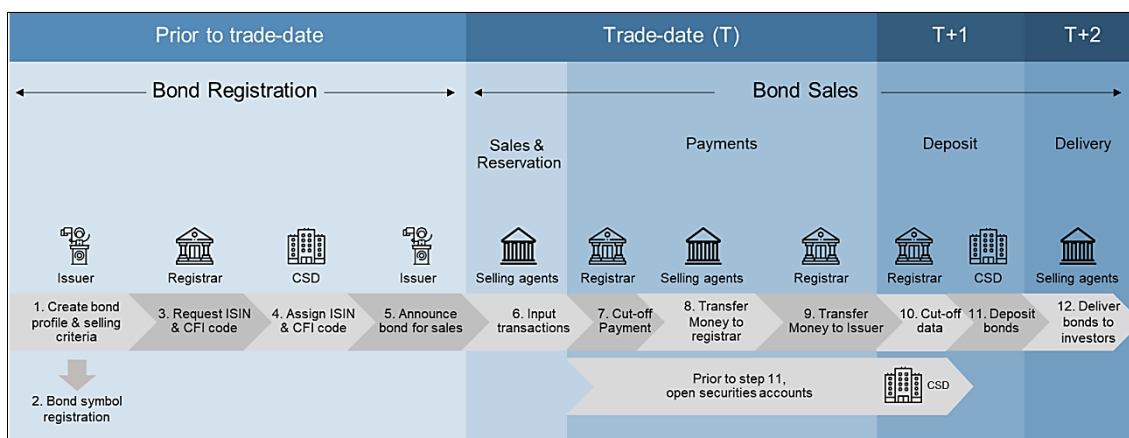 Prior to trade-date
Trade-date (T)
T+1
T+2
Bond Registration
Bond Sales
Sales &
Reservation
Payments
Deposit
Delivery
Issuer
Registrar
CSD
Issuer
Selling agents
Registrar
Selling agents
Registrar
Registrar
CSD
Selling agents
1. Create bond
profile & selling
criteria
3. Request ISIN
& CFI code
4. Assign ISIN
& CFI code
5. Announce
bond for sales
6. Input
transactions
7. Cut-off
Payment
8. Transfer
Money to
registrar
9. Transfer
Money to Issuer
10. Cut-off
data
11. Deposit
bonds
12. Deliver
bonds to
investors
2. Bond symbol
registration
Prior to step 11,
open securities accounts
CSD